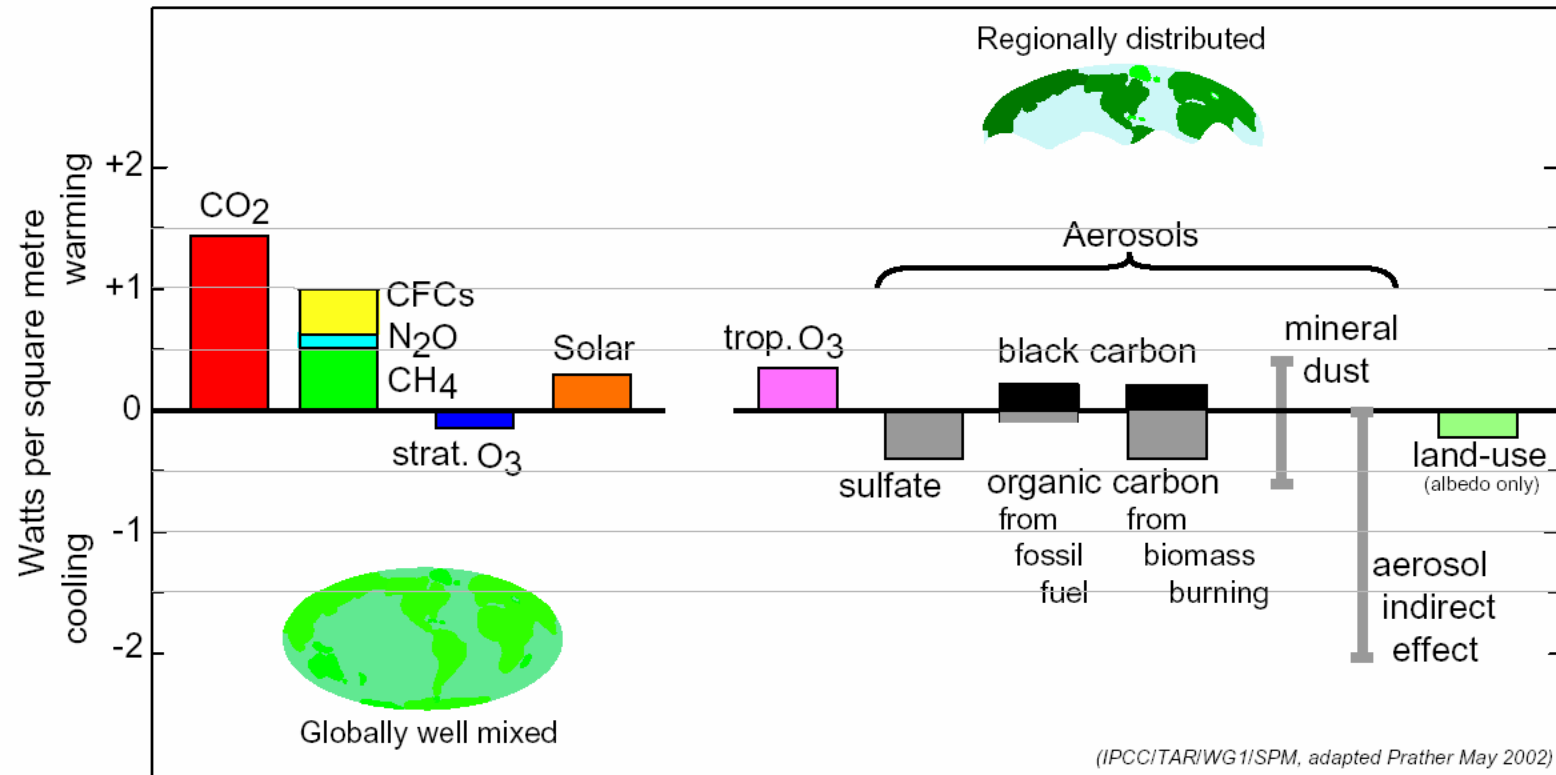 Regionally distributed
Watts per square metre
warming
cooling
+2
+1
0
-1
-2
CO2
CFCs
N2O
CH4
strat. O3
Solar
Globally well mixed
trop. O3
Aerosols
sulfate
black carbon
organic carbon
from
fossil
fuel
from
biomass
burning
mineral
dust
aerosol
indirect
effect
land-use
(albedo only)
(IPCC/TAR/WG1/SPM, adapted Prather May 2002)